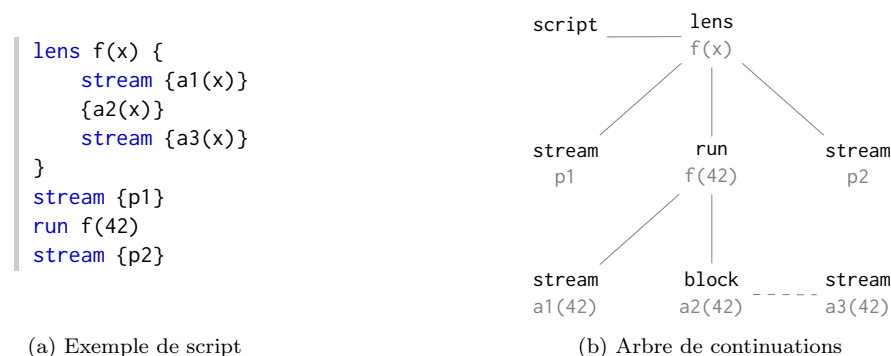 lens f(x) {
stream {a1(x)}
{a2(x)}
stream {a3(x)}
}
stream {p1}
run f(42)
stream {p2}
(a) Exemple de script
script lens
f(x)
stream run stream
p1 f(42) p2
stream block stream
a1(42) a2(42) a3(42)
(b) Arbre de continuations